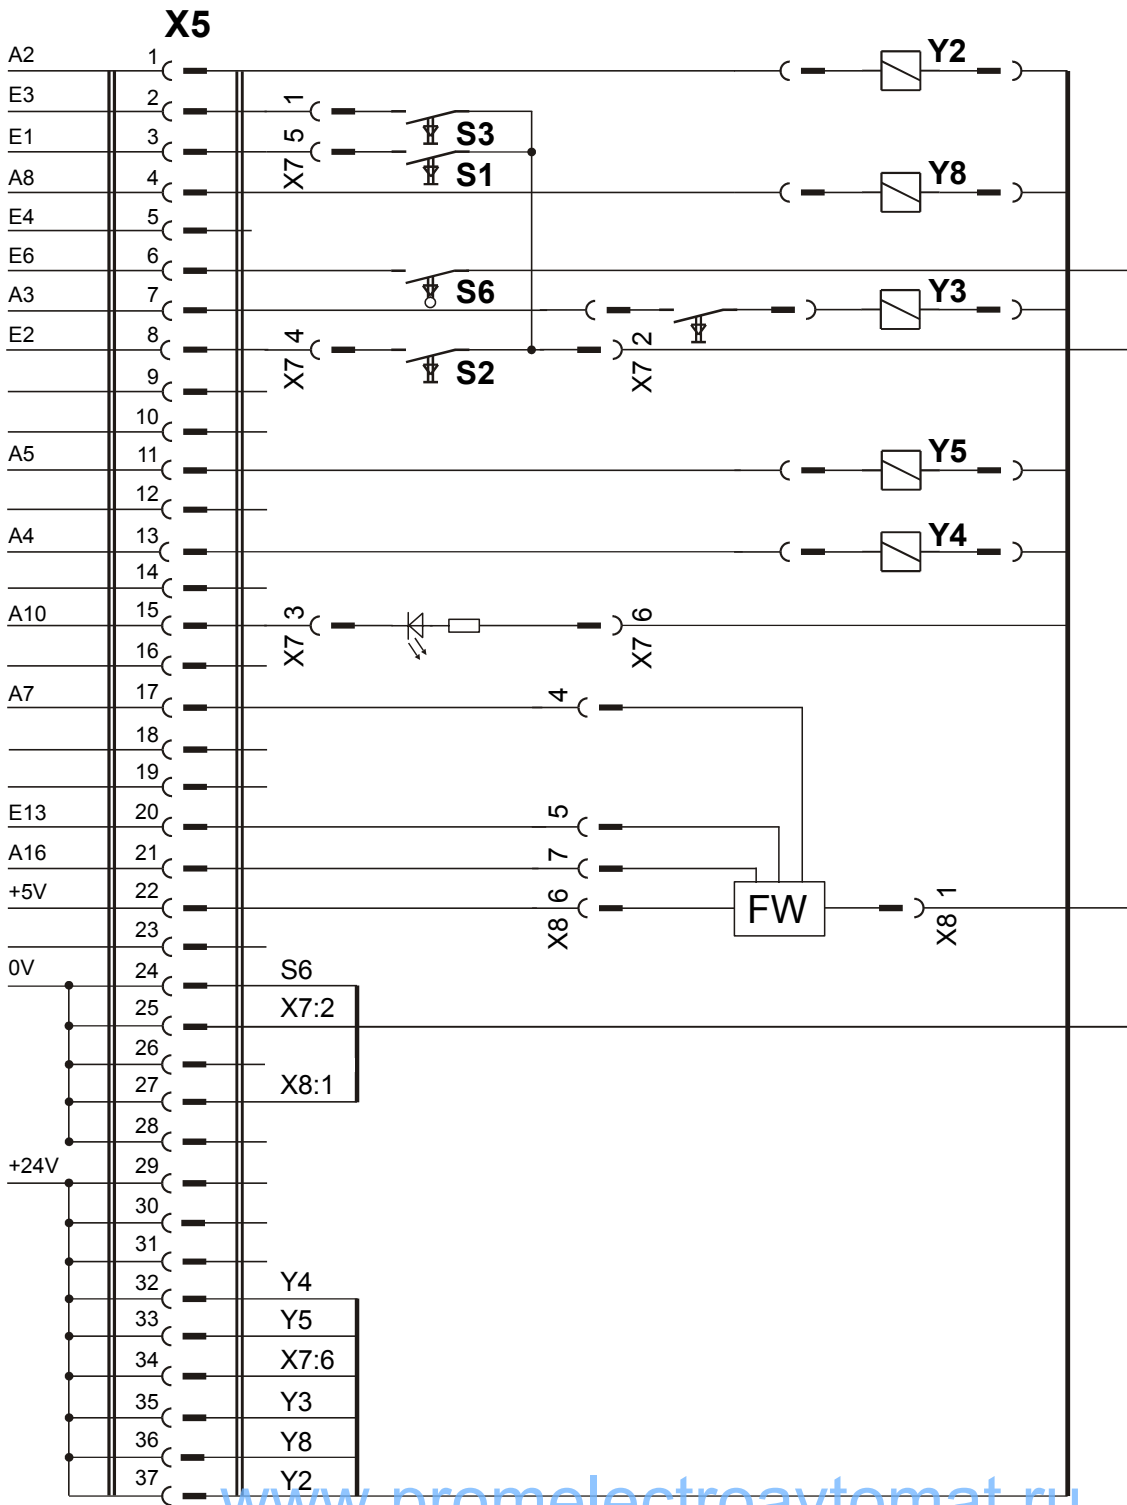 X5
A2 1 Y2
E3 2 1 S3
E1 3 X7 5 S1
A8 4 Y8
E4 5
E6 6 S6
A3 7 Y3
E2 8 X7 4 S2 X7 2
9
10
A5 11 Y5
12
A4 13 Y4
14
A10 15 X7 3 X7 6
16
A7 17 4
18
19
E13 20 5
A16 21 7
+5V 22 X8 6 FW X8 1
23
0V 24 S6
25 X7:2
26
27 X8:1
28
+24V 29
30
31
32 Y4
33 Y5
34 X7:6
35 Y3
36 Y8
37 Y2
www.promelectroavtomat.ru